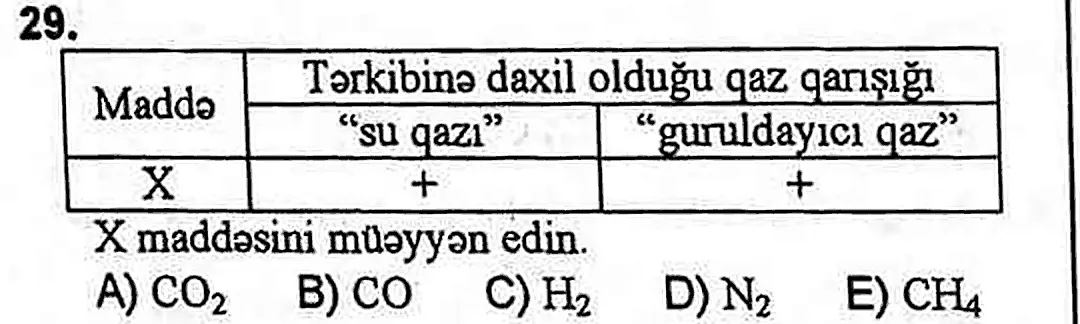 29.
Maddə Tərkibinə daxil olduğu qaz qarışığı
“su qazı” “guruldayıcı qaz”
X + +
X maddəsini müəyyən edin.
A) CO₂ B) CO C) H₂ D) N₂ E) CH₄